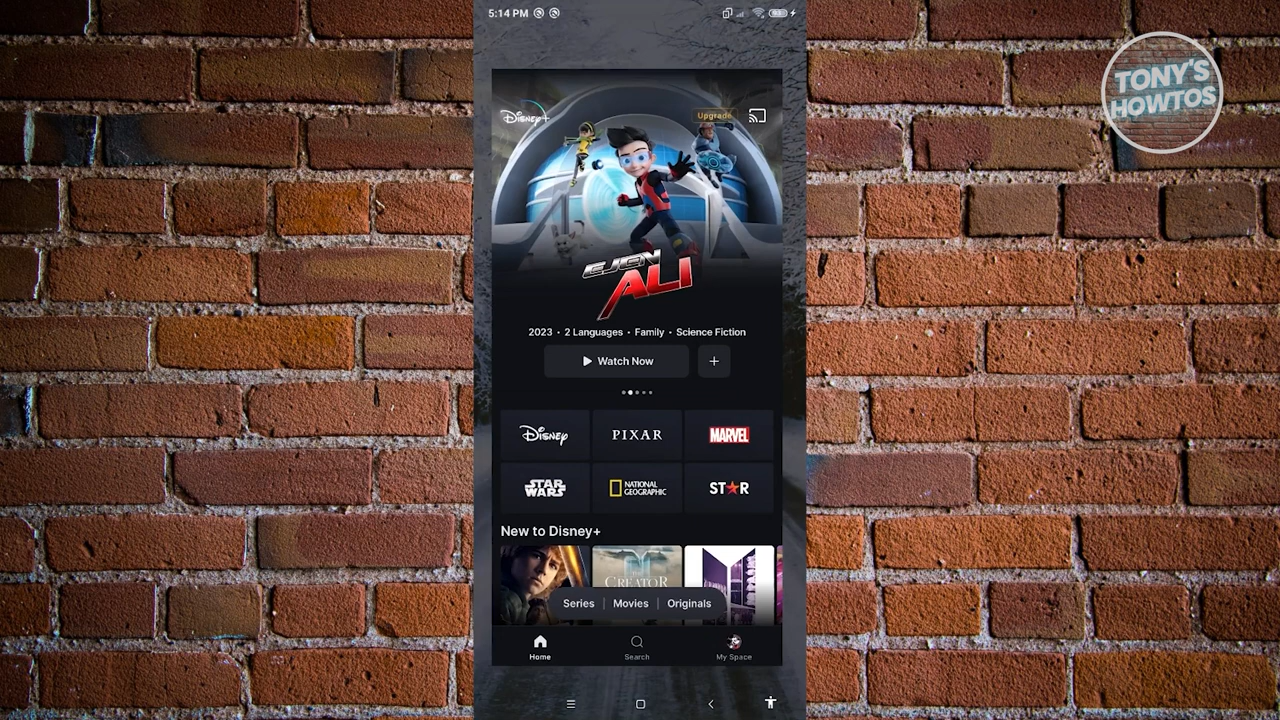 5:14 PM
TONY'S
HOWTOS
Disney+
Upgrade
EJEN
ALI
2023 • 2 Languages • Family • Science Fiction
Watch Now
+
Disney
PIXAR
MARVEL
STAR
WARS
NATIONAL
GEOGRAPHIC
STAR
New to Disney+
CREATOR
Series | Movies | Originals
Home
Search
My Space